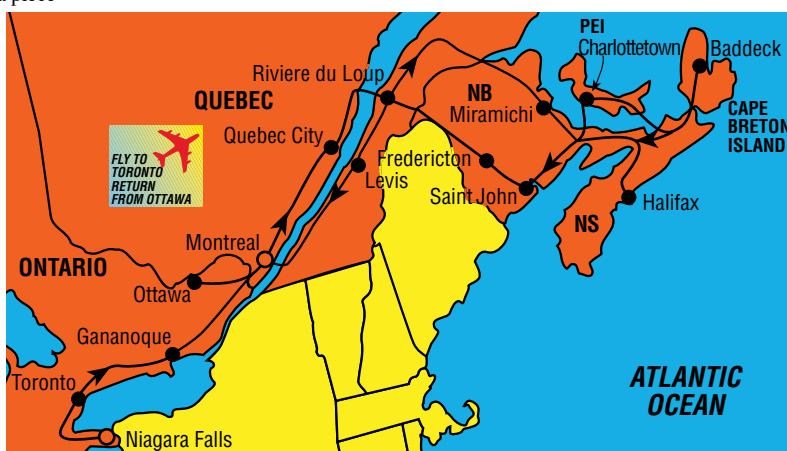 PEI
Charlottetown
Baddeck
Riviere du Loup
QUEBEC
NB
Miramichi
CAPE
BRETON
ISLAND
Quebec City
FLY TO
TORONTO
RETURN
FROM OTTAWA
Fredericton
Levis
Saint John
Halifax
NS
Montreal
ONTARIO
Ottawa
Gananoque
Toronto
ATLANTIC
OCEAN
Niagara Falls